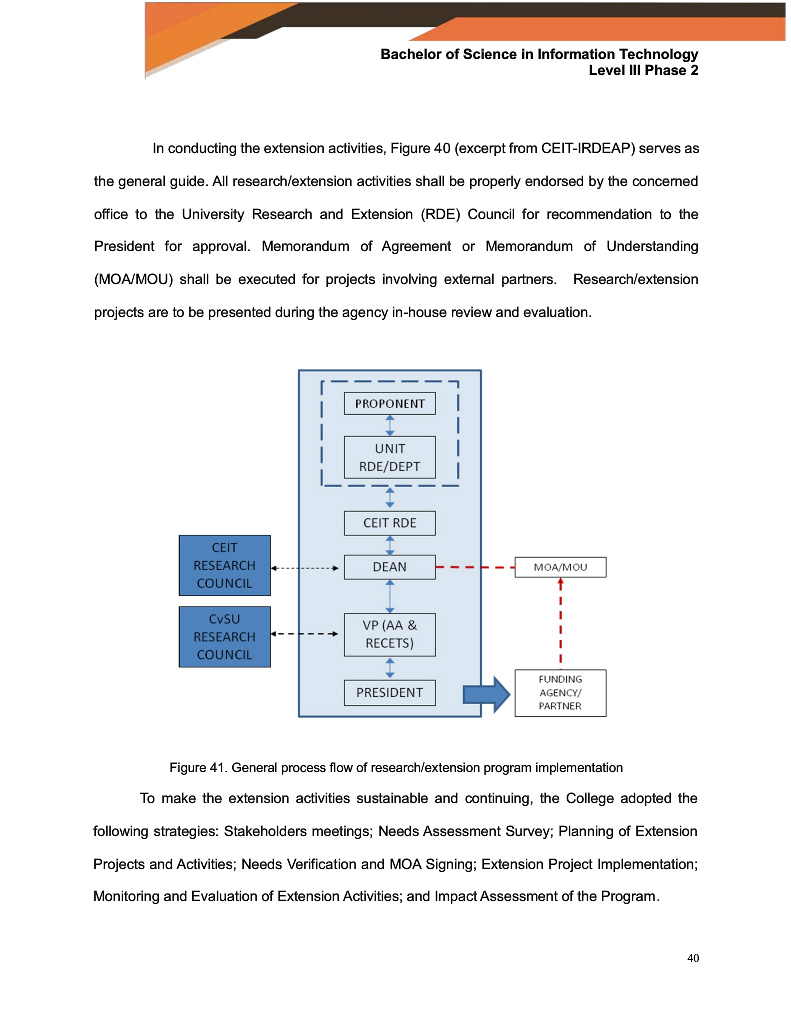 Bachelor of Science in Information Technology
Level III Phase 2
In conducting the extension activities, Figure 40 (excerpt from CEIT-IRDEAP) serves as
the general guide. All research/extension activities shall be properly endorsed by the concerned
office to the University Research and Extension (RDE) Council for recommendation to the
President for approval. Memorandum of Agreement or Memorandum of Understanding
(MOA/MOU) shall be executed for projects involving external partners. Research/extension
projects are to be presented during the agency in-house review and evaluation.
PROPONENT
UNIT
RDE/DEPT
CEIT RDE
CEIT
RESEARCH
COUNCIL
DEAN
MOA/MOU
CvSU
RESEARCH
COUNCIL
VP (AA &
RECETS)
PRESIDENT
FUNDING
AGENCY/
PARTNER
Figure 41. General process flow of research/extension program implementation
To make the extension activities sustainable and continuing, the College adopted the
following strategies: Stakeholders meetings; Needs Assessment Survey; Planning of Extension
Projects and Activities; Needs Verification and MOA Signing; Extension Project Implementation;
Monitoring and Evaluation of Extension Activities; and Impact Assessment of the Program.
40